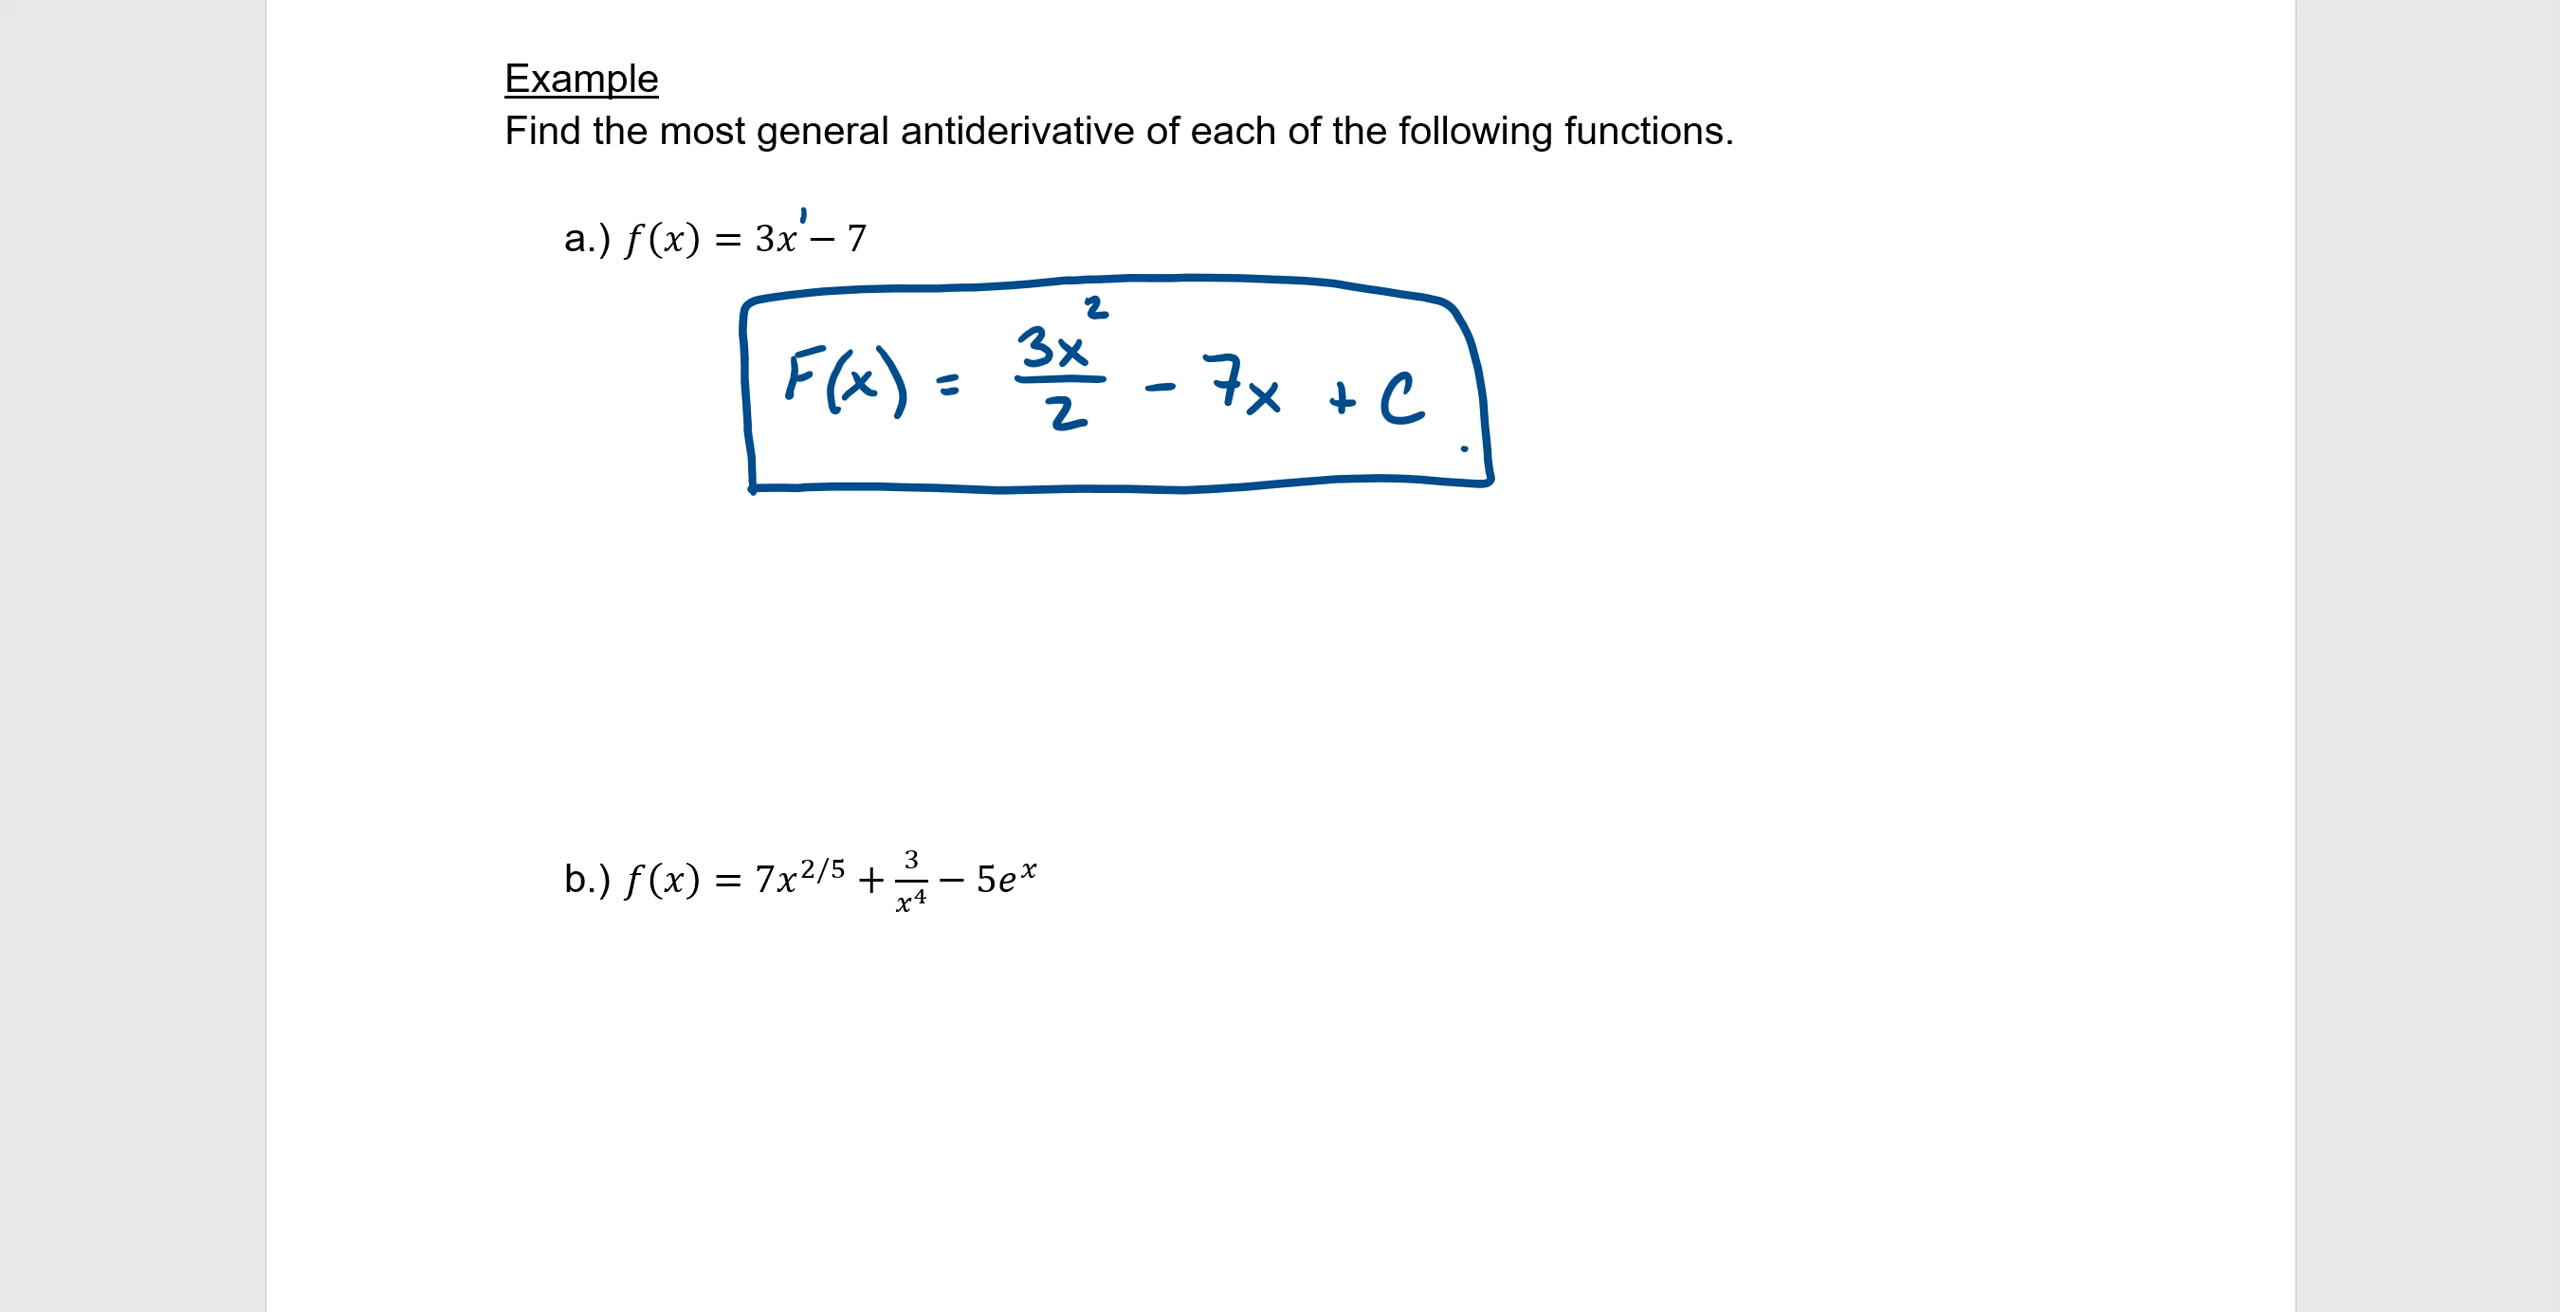 Example
Find the most general antiderivative of each of the following functions.
a.) f(x) = 3x¹ − 7
F(x) = 3x²/2 − 7x + C.
b.) f(x) = 7x^{2/5} + 3/x⁴ − 5eˣ